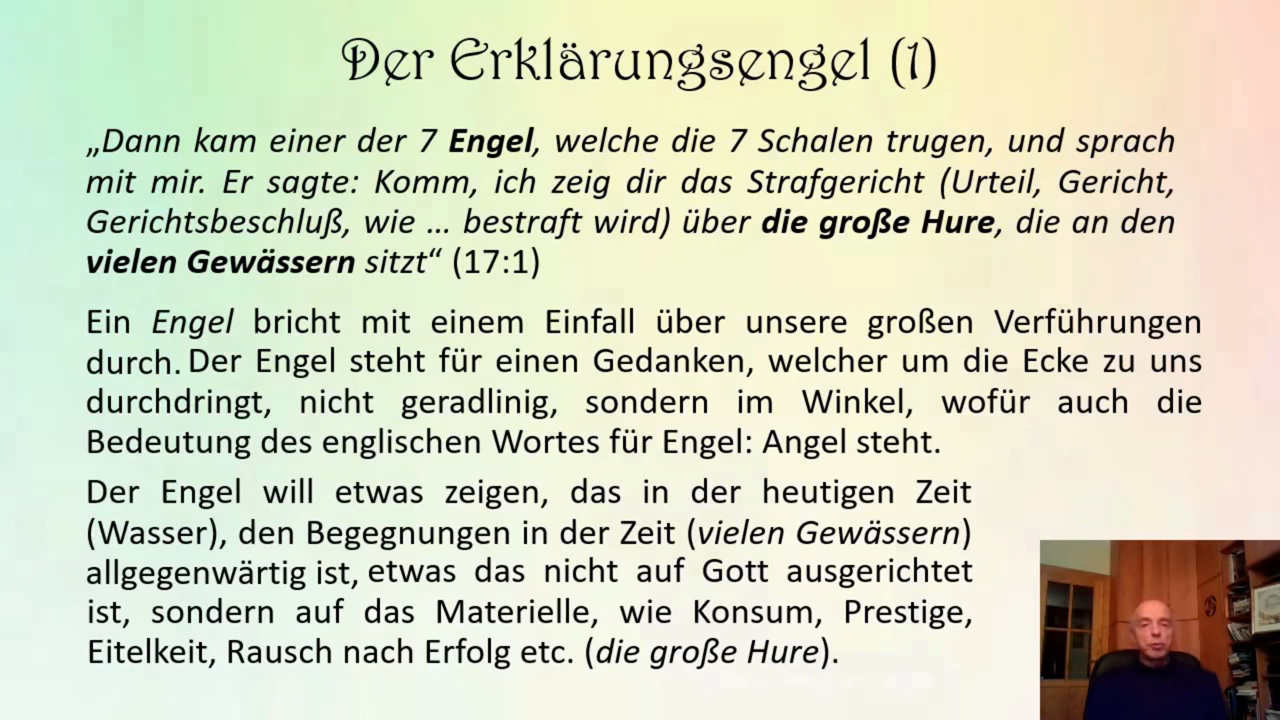 Der Erklärungsengel (1)
„Dann kam einer der 7 Engel, welche die 7 Schalen trugen, und sprach
mit mir. Er sagte: Komm, ich zeig dir das Strafgericht (Urteil, Gericht,
Gerichtsbeschluß, wie … bestraft wird) über die große Hure, die an den
vielen Gewässern sitzt“ (17:1)
Ein Engel bricht mit einem Einfall über unsere großen Verführungen
durch. Der Engel steht für einen Gedanken, welcher um die Ecke zu uns
durchdringt, nicht geradlinig, sondern im Winkel, wofür auch die
Bedeutung des englischen Wortes für Engel: Angel steht.
Der Engel will etwas zeigen, das in der heutigen Zeit
(Wasser), den Begegnungen in der Zeit (vielen Gewässern)
allgegenwärtig ist, etwas das nicht auf Gott ausgerichtet
ist, sondern auf das Materielle, wie Konsum, Prestige,
Eitelkeit, Rausch nach Erfolg etc. (die große Hure).